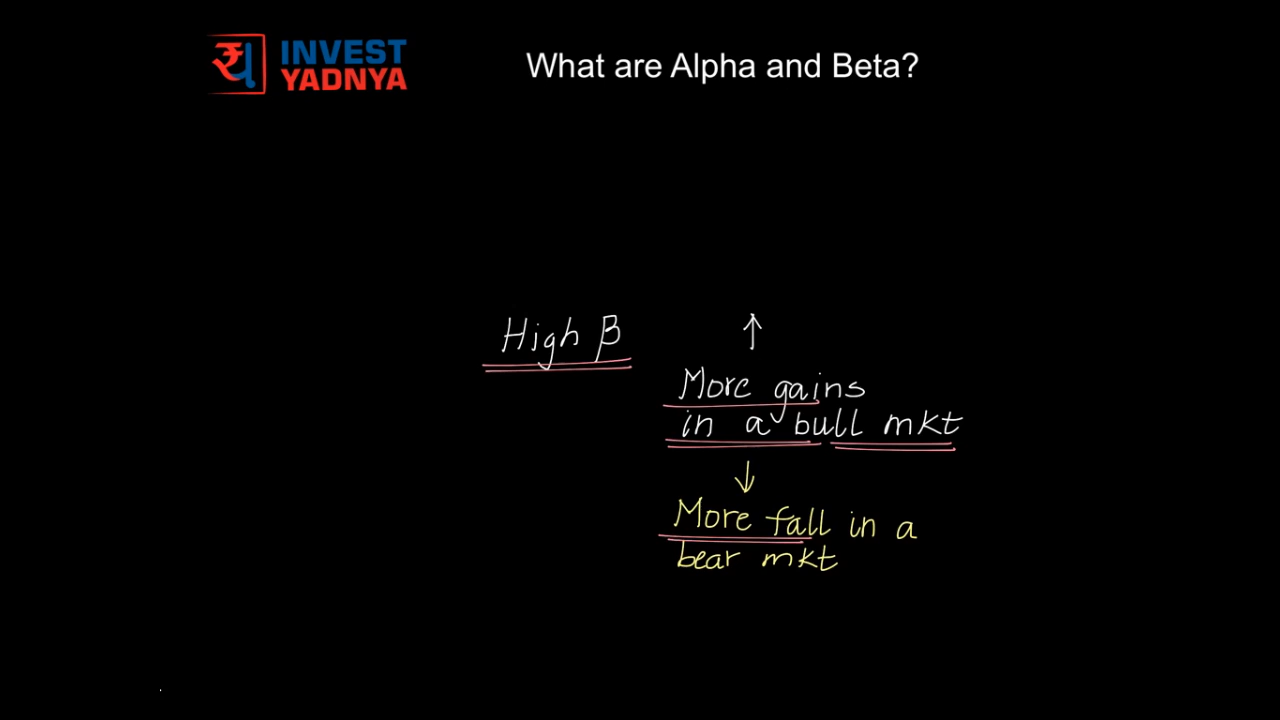 य
INVEST
YADNYA
What are Alpha and Beta?
High β
↑
More gains
in a bull mkt
↓
More fall in a
bear mkt